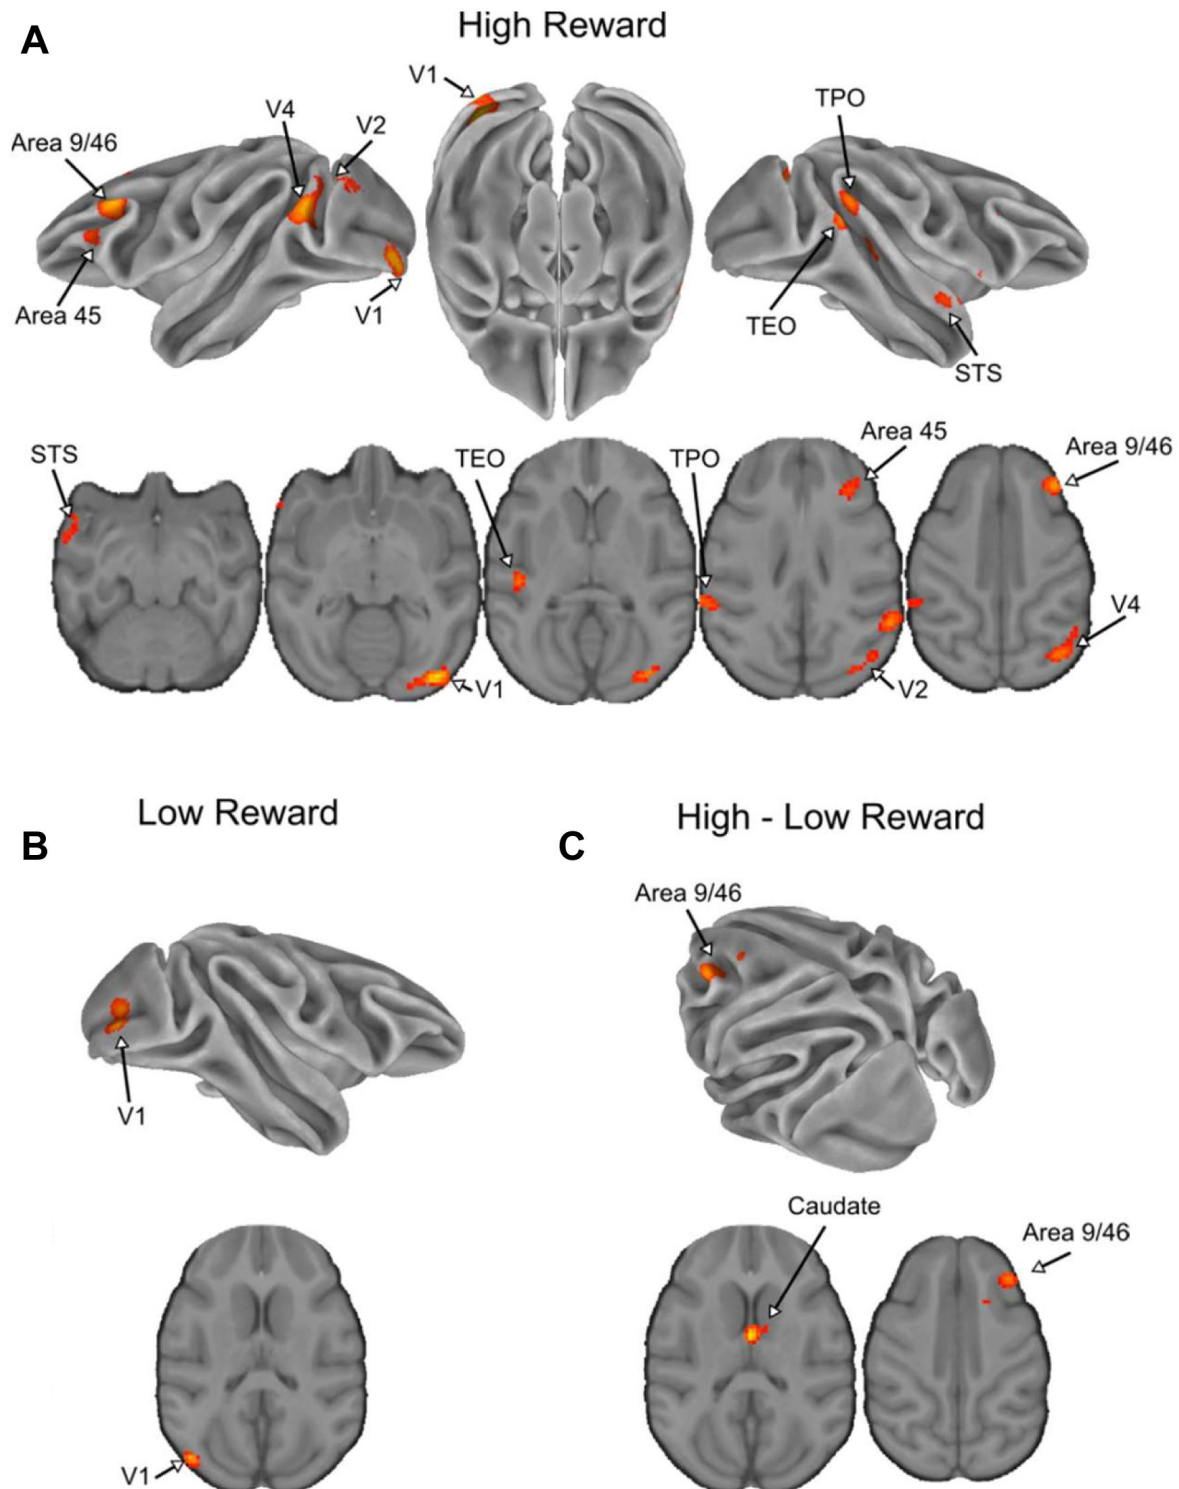 High Reward
A
V1
V4
V2
TPO
Area 9/46
Area 45
V1
TEO
STS
STS
TEO
TPO
Area 45
Area 9/46
V1
V2
V4
Low Reward
High - Low Reward
B
C
Area 9/46
V1
Caudate
Area 9/46
V1